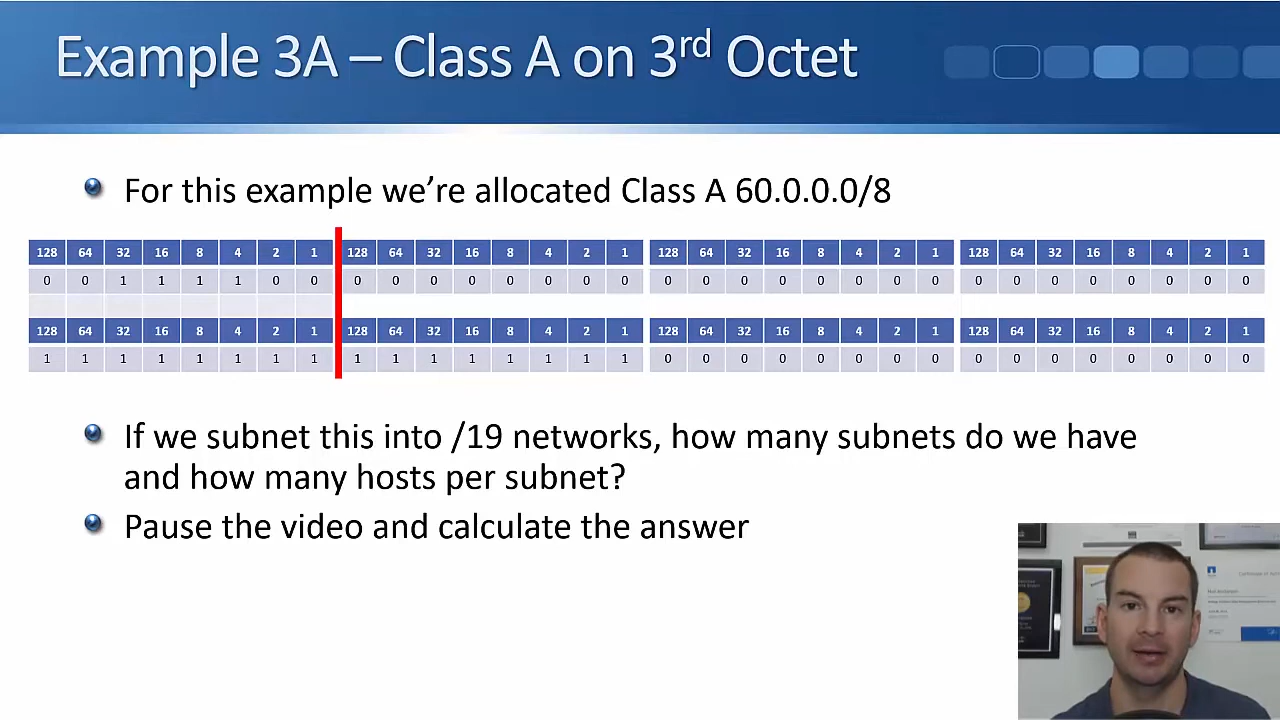 Example 3A – Class A on 3rd Octet
For this example we're allocated Class A 60.0.0.0/8
128 64 32 16 8 4 2 1 128 64 32 16 8 4 2 1 128 64 32 16 8 4 2 1 128 64 32 16 8 4 2 1
0 0 1 1 1 1 0 0 0 0 0 0 0 0 0 0 0 0 0 0 0 0 0 0 0 0 0 0 0 0 0 0
128 64 32 16 8 4 2 1 128 64 32 16 8 4 2 1 128 64 32 16 8 4 2 1 128 64 32 16 8 4 2 1
1 1 1 1 1 1 1 1 1 1 1 1 1 1 1 1 0 0 0 0 0 0 0 0 0 0 0 0 0 0 0 0
If we subnet this into /19 networks, how many subnets do we have
and how many hosts per subnet?
Pause the video and calculate the answer